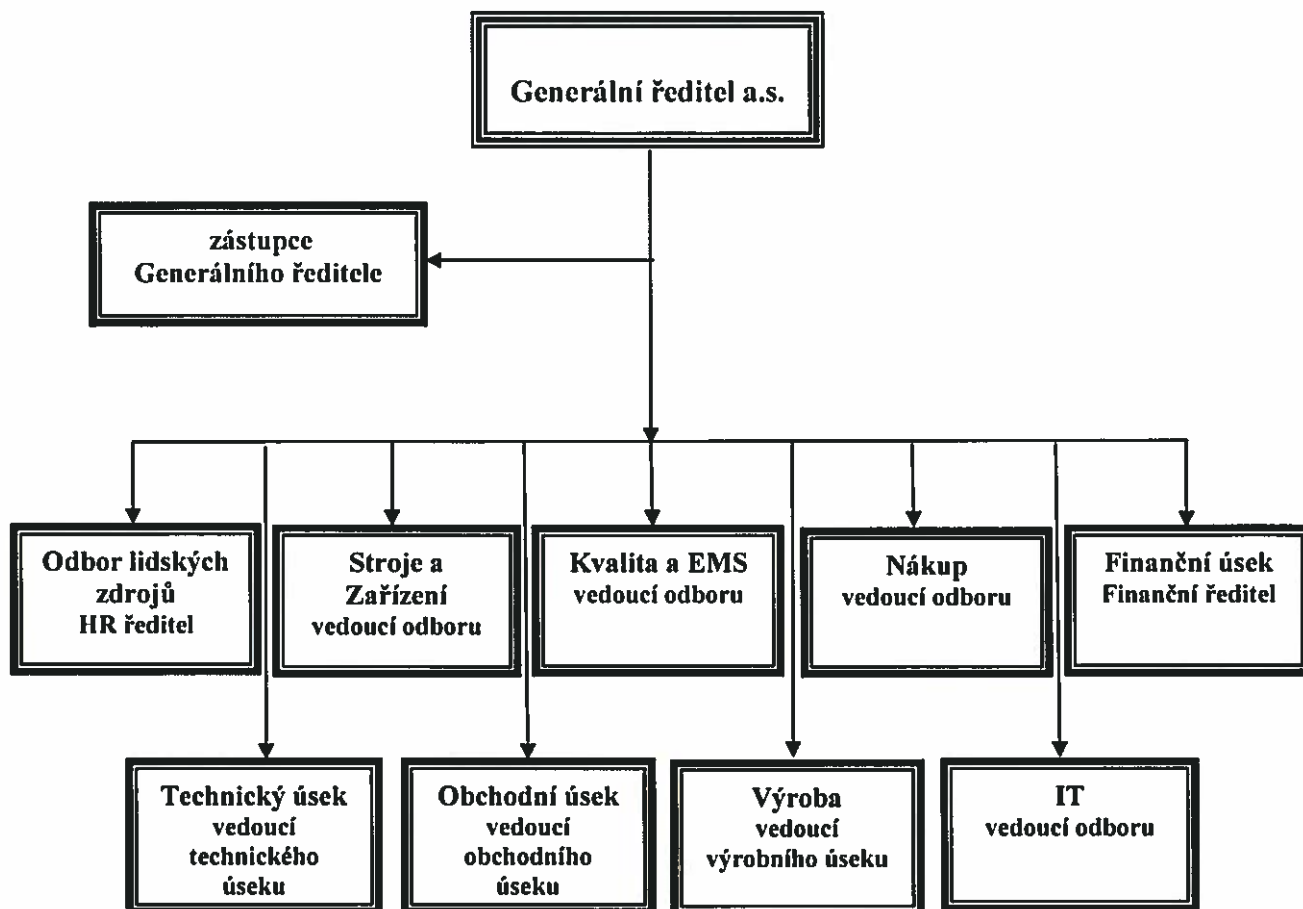 Generální ředitel a.s.
zástupce
Generálního ředitele
Odbor lidských
zdrojů
HR ředitel
Stroje a
Zařízení
vedoucí odboru
Kvalita a EMS
vedoucí odboru
Nákup
vedoucí odboru
Finanční úsek
Finanční ředitel
Technický úsek
vedoucí
technického
úseku
Obchodní úsek
vedoucí
obchodního
úseku
Výroba
vedoucí
výrobního úseku
IT
vedoucí odboru